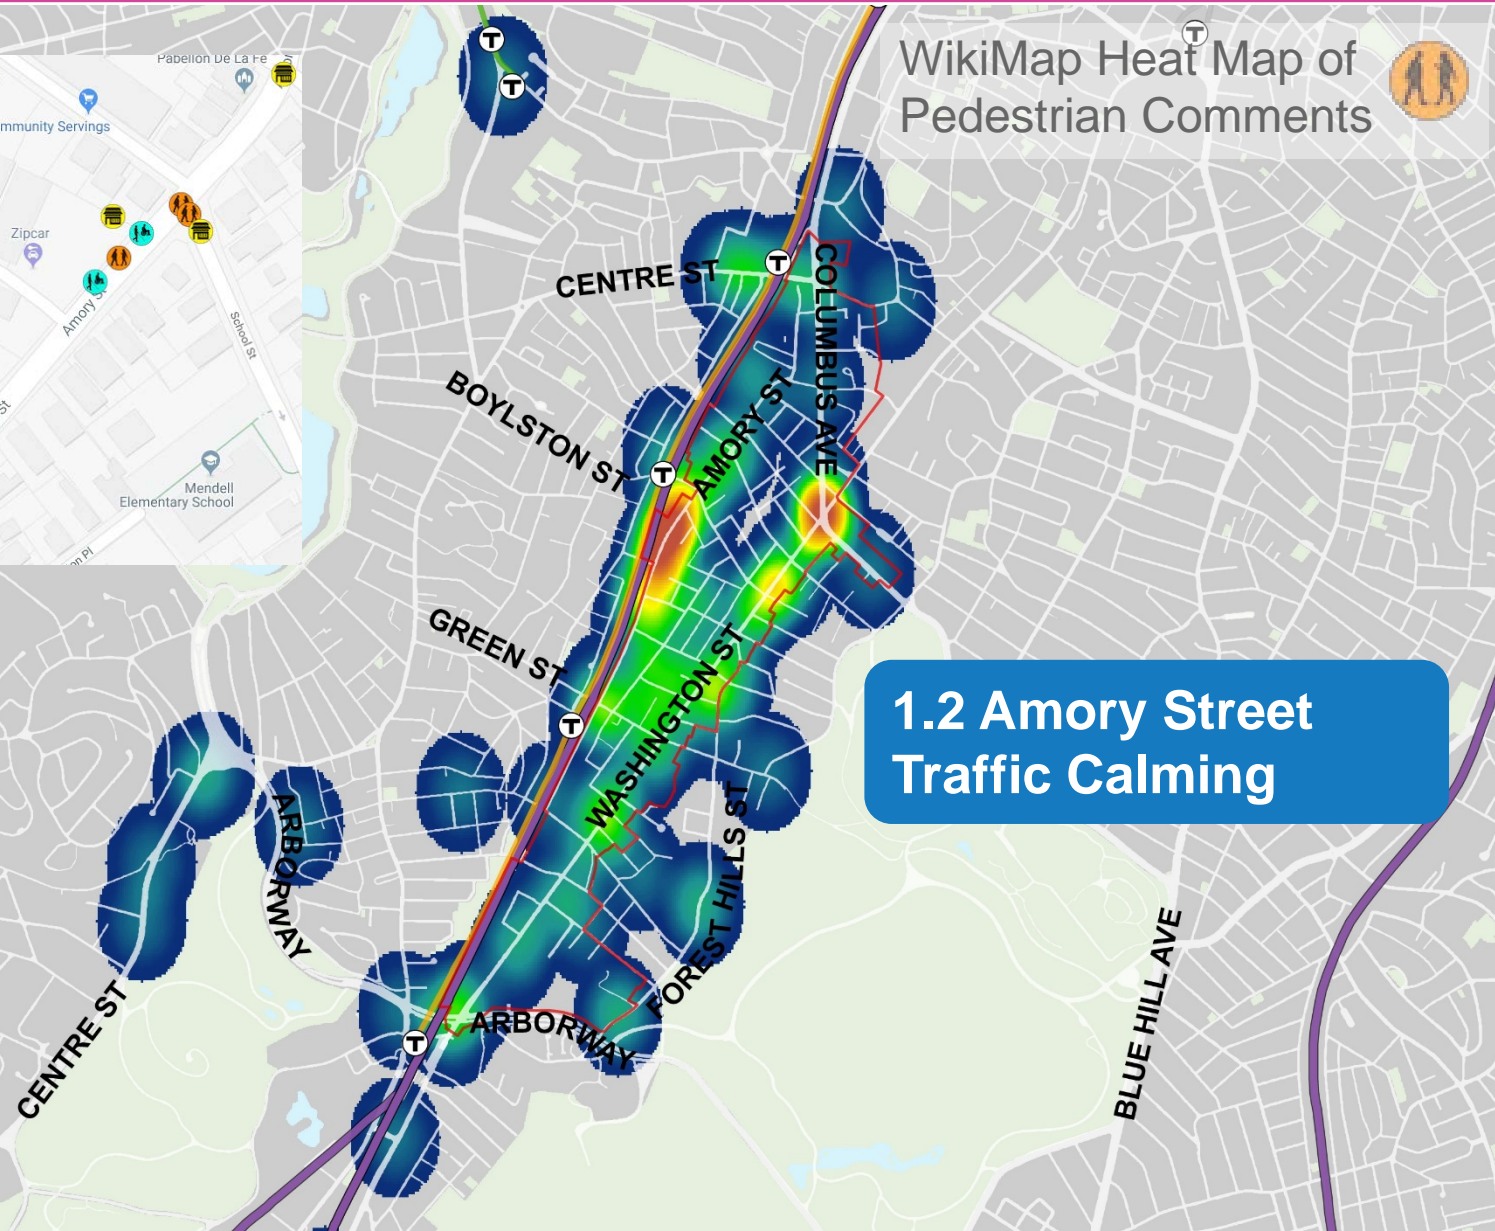 WikiMap Heat Map of
Pedestrian Comments
T
T
T
Pabellon De La Fe
mmunity Servings
Zipcar
Amory S
School St
St
Mendell
Elementary School
on Pl
CENTRE ST
T
COLUMBUS AVE
BOYLSTON ST
AMORY ST
T
GREEN ST
WASHINGTON ST
T
1.2 Amory Street
Traffic Calming
ARBORWAY
FOREST HILLS ST
CENTRE ST
ARBORWAY
T
BLUE HILL AVE